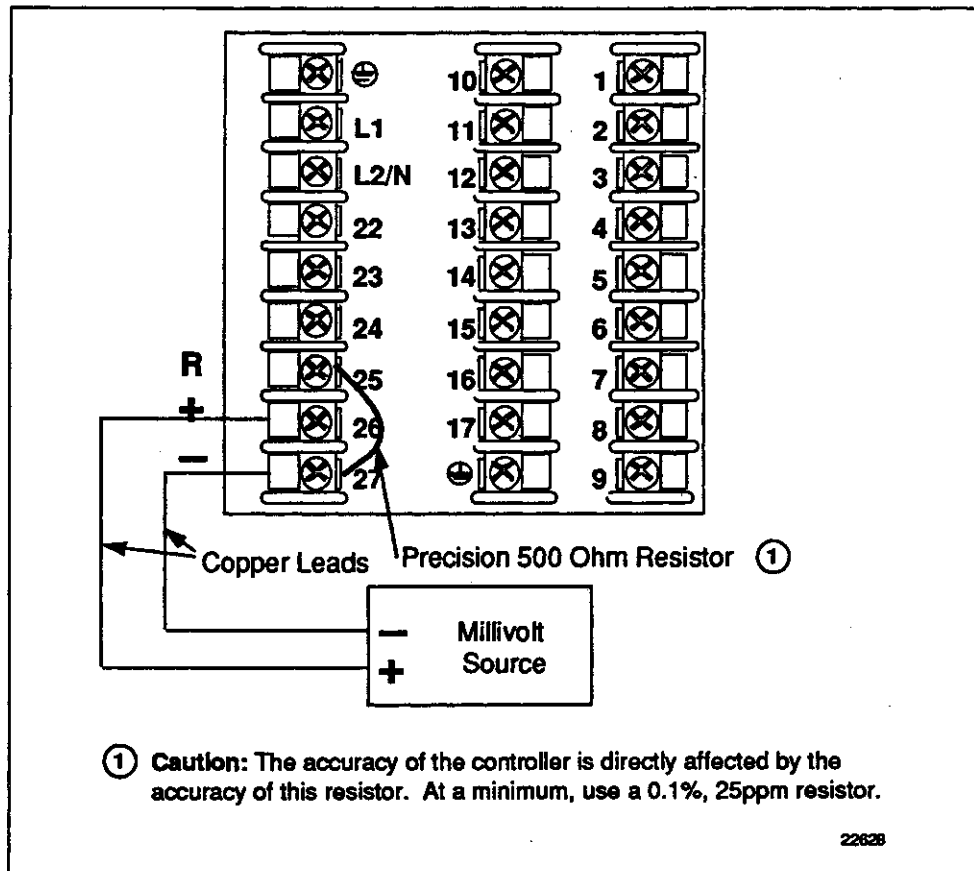 L1
L2/N
22
23
24
25
26
27
10
11
12
13
14
15
16
17
1
2
3
4
5
6
7
8
9
R
+
−
Copper Leads
Precision 500 Ohm Resistor ①
− Millivolt
+ Source
① Caution: The accuracy of the controller is directly affected by the
accuracy of this resistor. At a minimum, use a 0.1%, 25ppm resistor.
22628